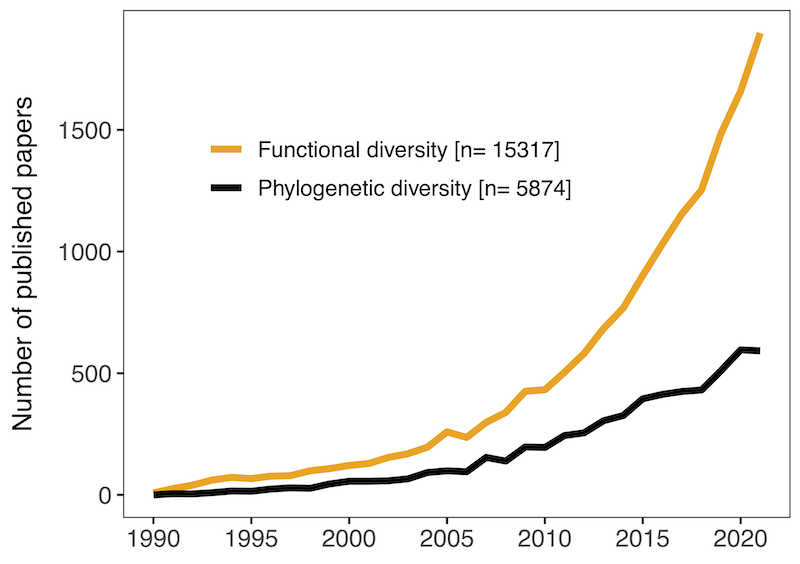 Number of published papers
1500
1000
500
0
Functional diversity [n= 15317]
Phylogenetic diversity [n= 5874]
1990 1995 2000 2005 2010 2015 2020